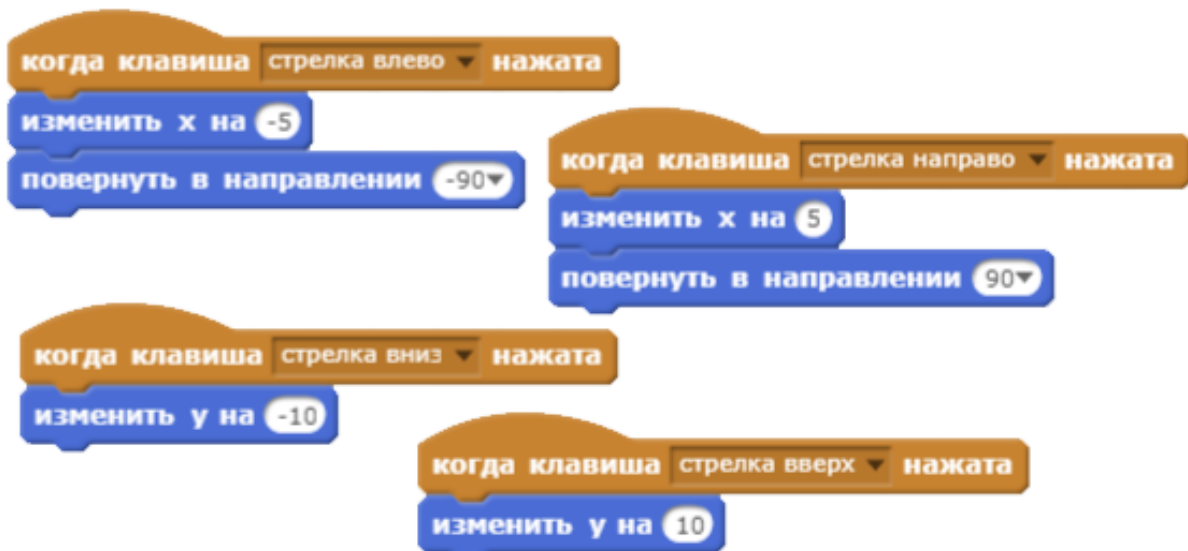 когда клавиша стрелка влево нажата
изменить x на -5
повернуть в направлении -90
когда клавиша стрелка направо нажата
изменить x на 5
повернуть в направлении 90
когда клавиша стрелка вниз нажата
изменить y на -10
когда клавиша стрелка вверх нажата
изменить y на 10